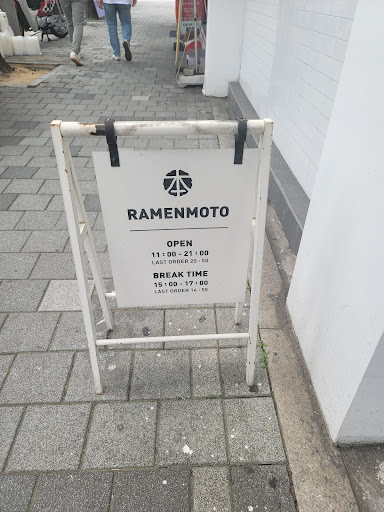 RAMENMOTO
OPEN
11:00 - 21:00
LAST ORDER 20 - 50
BREAK TIME
15:00 - 17:00
LAST ORDER 14 - 50